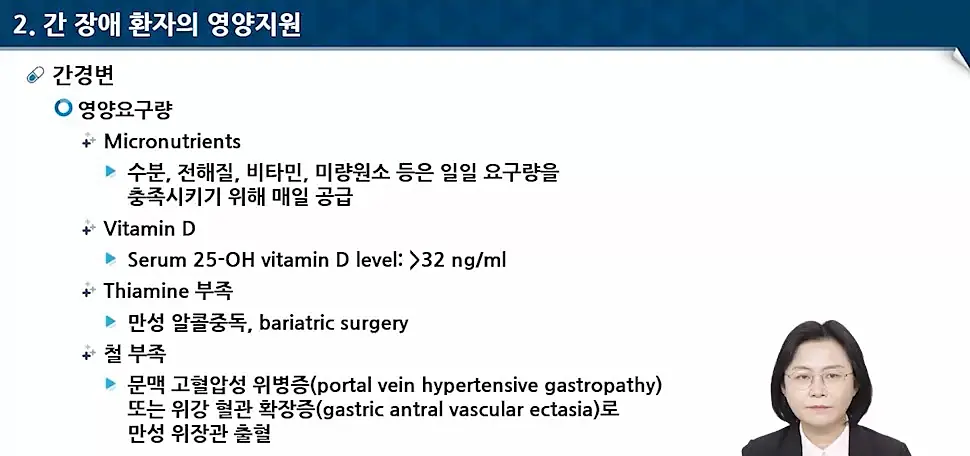 2. 간 장애 환자의 영양지원
간경변
영양요구량
Micronutrients
수분, 전해질, 비타민, 미량원소 등은 일일 요구량을
충족시키기 위해 매일 공급
Vitamin D
Serum 25-OH vitamin D level: >32 ng/ml
Thiamine 부족
만성 알콜중독, bariatric surgery
철 부족
문맥 고혈압성 위병증(portal vein hypertensive gastropathy)
또는 위강 혈관 확장증(gastric antral vascular ectasia)로
만성 위장관 출혈